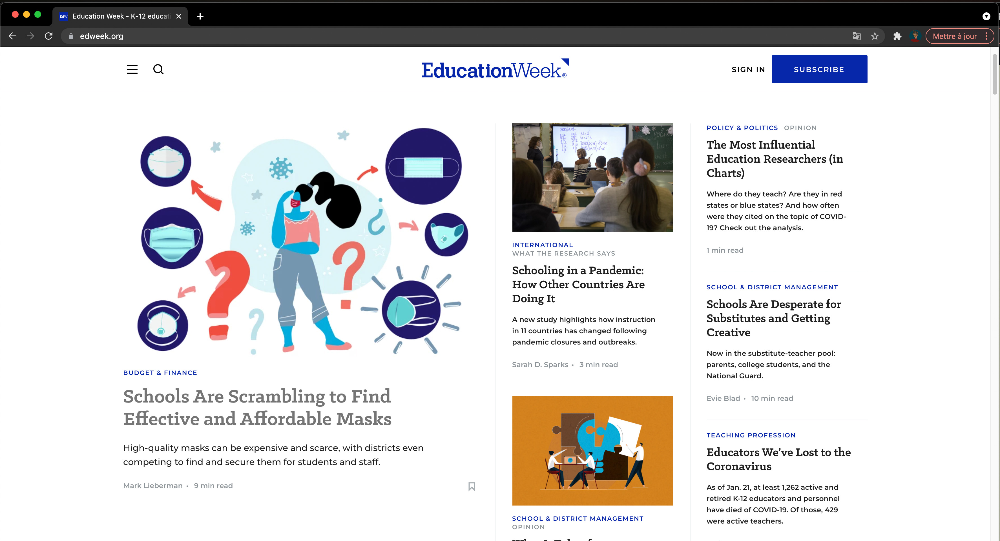 EdW Education Week - K-12 educati
edweek.org
Mettre à jour
EducationWeek®
SIGN IN
SUBSCRIBE
BUDGET & FINANCE
Schools Are Scrambling to Find
Effective and Affordable Masks
High-quality masks can be expensive and scarce, with districts even
competing to find and secure them for students and staff.
Mark Lieberman • 9 min read
INTERNATIONAL
WHAT THE RESEARCH SAYS
Schooling in a Pandemic:
How Other Countries Are
Doing It
A new study highlights how instruction
in 11 countries has changed following
pandemic closures and outbreaks.
Sarah D. Sparks • 3 min read
SCHOOL & DISTRICT MANAGEMENT
OPINION
POLICY & POLITICS OPINION
The Most Influential
Education Researchers (in
Charts)
Where do they teach? Are they in red
states or blue states? And how often
were they cited on the topic of COVID-
19? Check out the analysis.
1 min read
SCHOOL & DISTRICT MANAGEMENT
Schools Are Desperate for
Substitutes and Getting
Creative
Now in the substitute-teacher pool:
parents, college students, and the
National Guard.
Evie Blad • 10 min read
TEACHING PROFESSION
Educators We’ve Lost to the
Coronavirus
As of Jan. 21, at least 1,262 active and
retired K-12 educators and personnel
have died of COVID-19. Of those, 429
were active teachers.